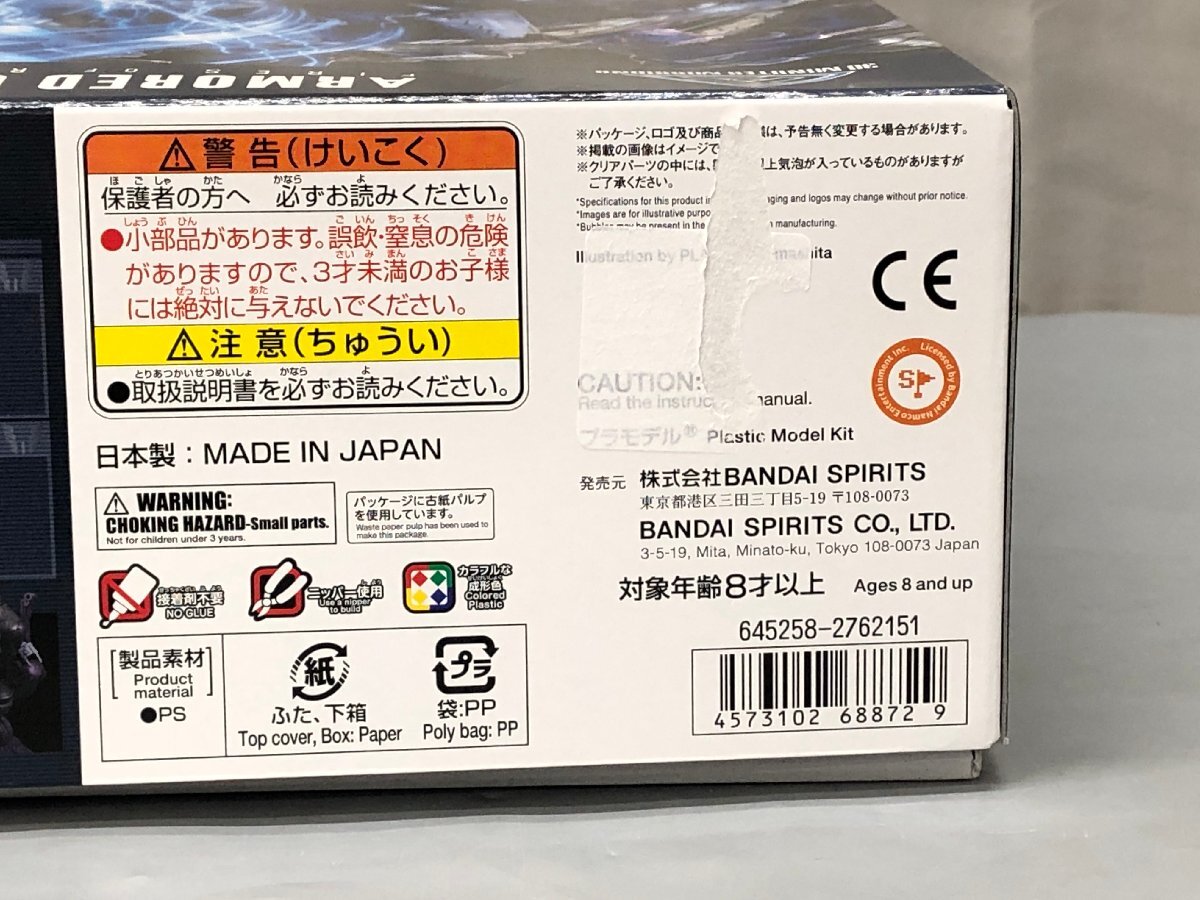 ARMORED
30 MINUTES MISSIONS
警告(けいこく)
保護者の方へ 必ずお読みください。
●小部品があります。誤飲・窒息の危険
がありますので、3才未満のお子様
には絶対に与えないでください。
注意(ちゅうい)
●取扱説明書を必ずお読みください。
日本製:MADE IN JAPAN
WARNING:
CHOKING HAZARD-Small parts.
Not for children under 3 years.
パッケージに古紙パルプ
を使用しています。
Waste paper pulp has been used to
make this package.
接着剤不要
NO GLUE
ニッパー使用
Use a nipper
to build
カラフルな
成形色
Colored
Plastic
[製品素材]
Product
material
●PS
紙
ふた、下箱
Top cover, Box: Paper
プラ
袋:PP
Poly bag: PP
※パッケージ、ロゴ及び商品 は、予告無く変更する場合があります。
※掲載の画像はイメージで
※クリアパーツの中には、 上気泡が入っているものがありますが
ご了承ください。
*Specifications for this product ging and logos may change without prior notice.
*Images are for illustrative
*Bubbles may be present in the manufacturing.
Illustration by
CE
CAUTION:
Read the manual.
Licensed by Bandai Namco Entertainment Inc.
プラモデル® Plastic Model Kit
発売元 株式会社BANDAI SPIRITS
東京都港区三田三丁目5-19 〒108-0073
BANDAI SPIRITS CO., LTD.
3-5-19, Mita, Minato-ku, Tokyo 108-0073 Japan
対象年齢8才以上 Ages 8 and up
645258-2762151
4573102 68872 9